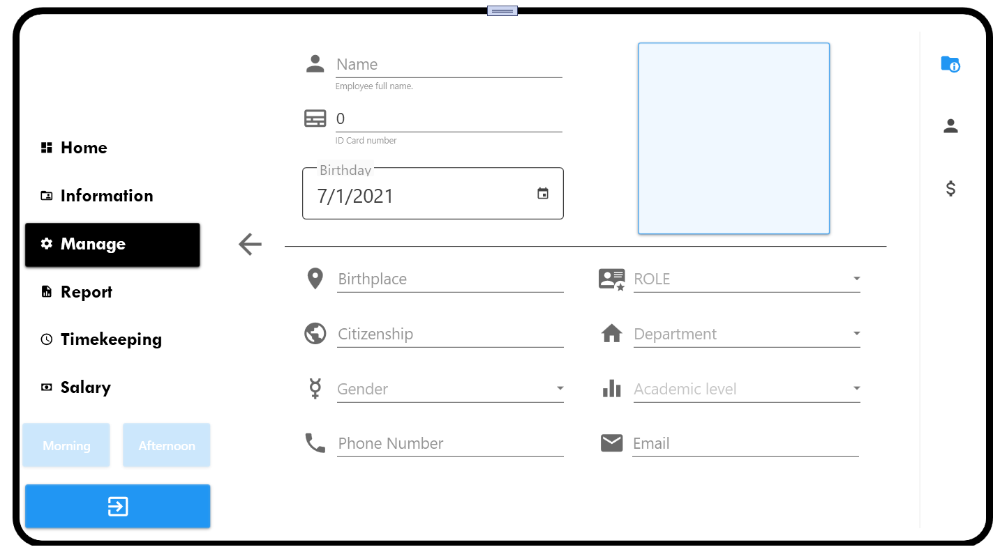 Home
Information
Manage
Report
Timekeeping
Salary
Morning
Afternoon
Name
Employee full name.
0
ID Card number
Birthday
7/1/2021
Birthplace
ROLE
Citizenship
Department
Gender
Academic level
Phone Number
Email
$